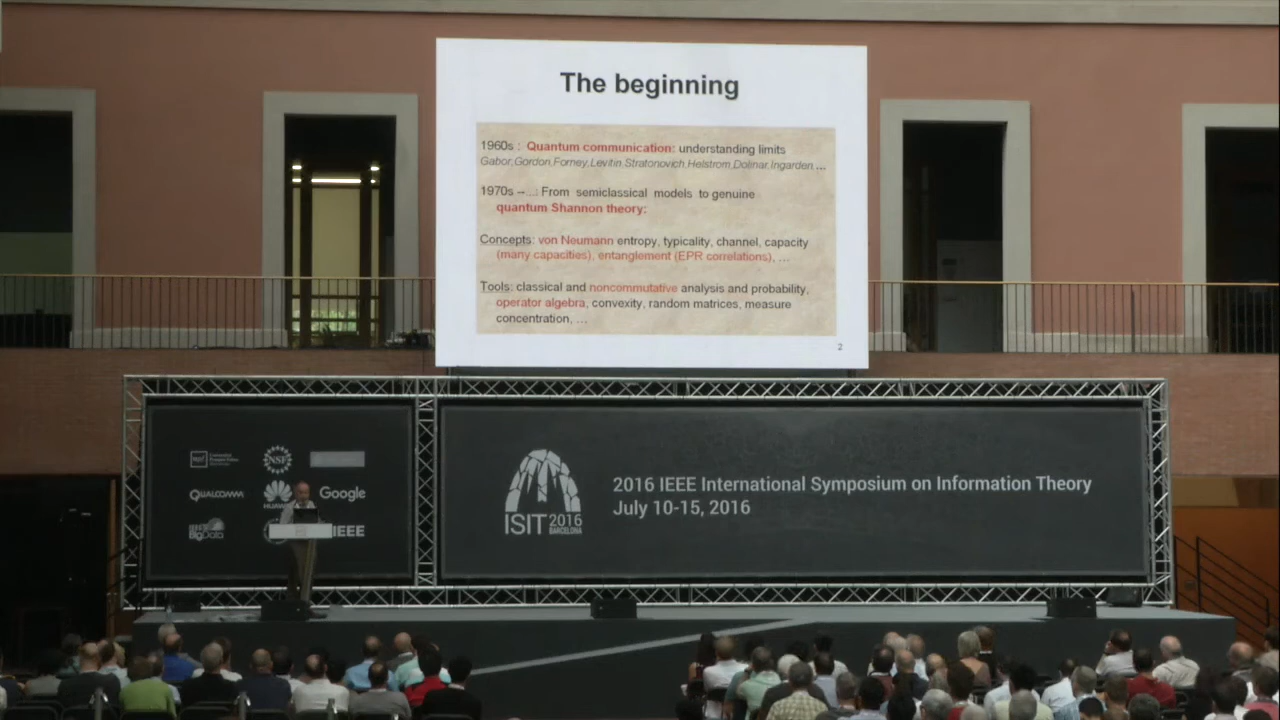 The beginning
1960s : Quantum communication: understanding limits
Gabor,Gordon,Forney,Levitin,Stratonovich,Helstrom,Dolinar,Ingarden ...
1970s –...: From semiclassical models to genuine
quantum Shannon theory:
Concepts: von Neumann entropy, typicality, channel, capacity
(many capacities), entanglement (EPR correlations), ...
Tools: classical and noncommutative analysis and probability,
operator algebra, convexity, random matrices, measure
concentration, ...
2
NSF
QUALCOMM
Google
BigData
IEEE
ISIT 2016
BARCELONA
2016 IEEE International Symposium on Information Theory
July 10-15, 2016